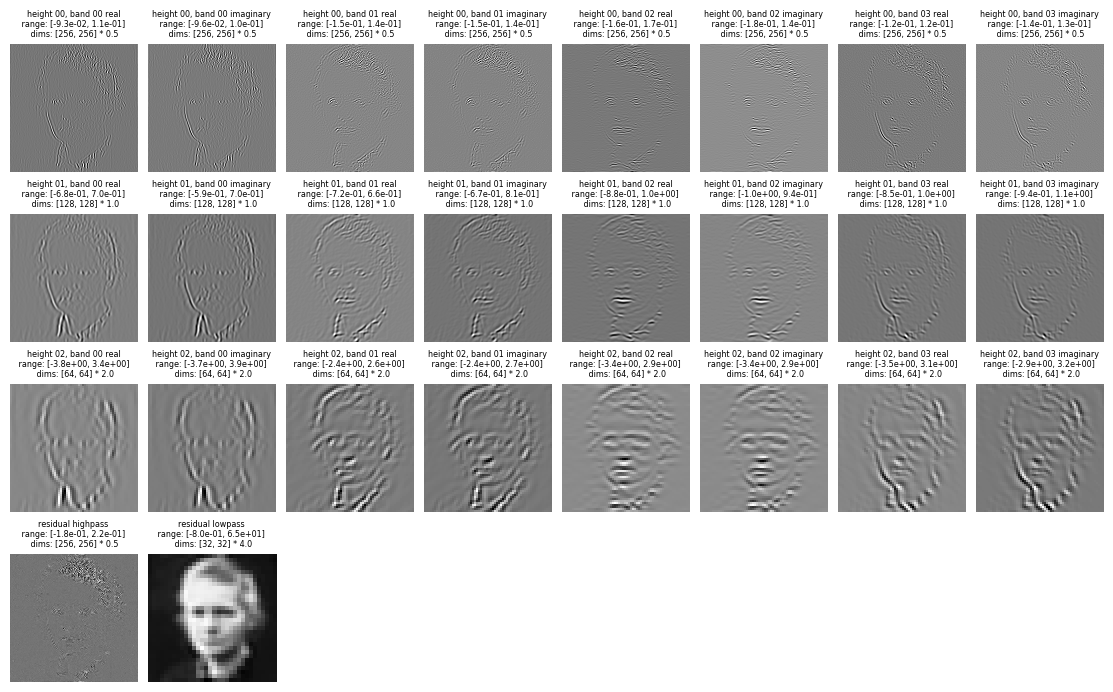 height 00, band 00 real
range: [-9.3e-02, 1.1e-01]
dims: [256, 256] * 0.5
height 00, band 00 imaginary
range: [-9.6e-02, 1.0e-01]
dims: [256, 256] * 0.5
height 00, band 01 real
range: [-1.5e-01, 1.4e-01]
dims: [256, 256] * 0.5
height 00, band 01 imaginary
range: [-1.5e-01, 1.4e-01]
dims: [256, 256] * 0.5
height 00, band 02 real
range: [-1.6e-01, 1.7e-01]
dims: [256, 256] * 0.5
height 00, band 02 imaginary
range: [-1.8e-01, 1.4e-01]
dims: [256, 256] * 0.5
height 00, band 03 real
range: [-1.2e-01, 1.2e-01]
dims: [256, 256] * 0.5
height 00, band 03 imaginary
range: [-1.4e-01, 1.3e-01]
dims: [256, 256] * 0.5
height 01, band 00 real
range: [-6.8e-01, 7.0e-01]
dims: [128, 128] * 1.0
height 01, band 00 imaginary
range: [-5.9e-01, 7.0e-01]
dims: [128, 128] * 1.0
height 01, band 01 real
range: [-7.2e-01, 6.6e-01]
dims: [128, 128] * 1.0
height 01, band 01 imaginary
range: [-6.7e-01, 8.1e-01]
dims: [128, 128] * 1.0
height 01, band 02 real
range: [-8.8e-01, 1.0e+00]
dims: [128, 128] * 1.0
height 01, band 02 imaginary
range: [-1.0e+00, 9.4e-01]
dims: [128, 128] * 1.0
height 01, band 03 real
range: [-8.5e-01, 1.0e+00]
dims: [128, 128] * 1.0
height 01, band 03 imaginary
range: [-9.4e-01, 1.1e+00]
dims: [128, 128] * 1.0
height 02, band 00 real
range: [-3.8e+00, 3.4e+00]
dims: [64, 64] * 2.0
height 02, band 00 imaginary
range: [-3.7e+00, 3.9e+00]
dims: [64, 64] * 2.0
height 02, band 01 real
range: [-2.4e+00, 2.6e+00]
dims: [64, 64] * 2.0
height 02, band 01 imaginary
range: [-2.4e+00, 2.7e+00]
dims: [64, 64] * 2.0
height 02, band 02 real
range: [-3.4e+00, 2.9e+00]
dims: [64, 64] * 2.0
height 02, band 02 imaginary
range: [-3.4e+00, 2.9e+00]
dims: [64, 64] * 2.0
height 02, band 03 real
range: [-3.5e+00, 3.1e+00]
dims: [64, 64] * 2.0
height 02, band 03 imaginary
range: [-2.9e+00, 3.2e+00]
dims: [64, 64] * 2.0
residual highpass
range: [-1.8e-01, 2.2e-01]
dims: [256, 256] * 0.5
residual lowpass
range: [-8.0e-01, 6.5e+01]
dims: [32, 32] * 4.0